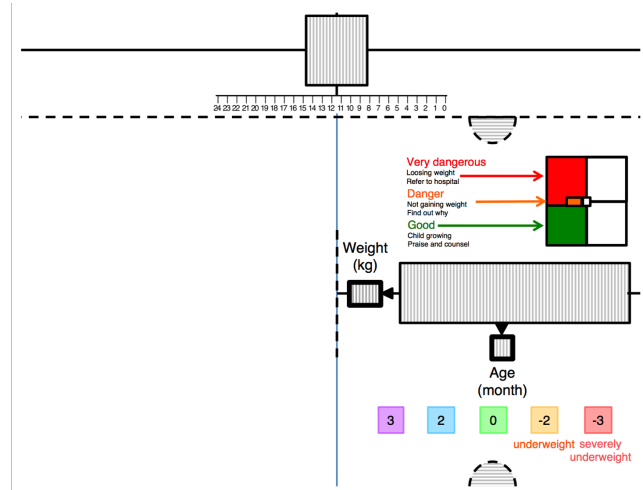 24 23 22 21 20 19 18 17 16 15 14 13 12 11 10 9 8 7 6 5 4 3 2 1 0
Very dangerous
Loosing weight
Refer to hospital
Danger
Not gaining weight
Find out why
Good
Child growing
Praise and counsel
Weight
(kg)
Age
(month)
3 2 0 -2 -3
underweight severely
underweight